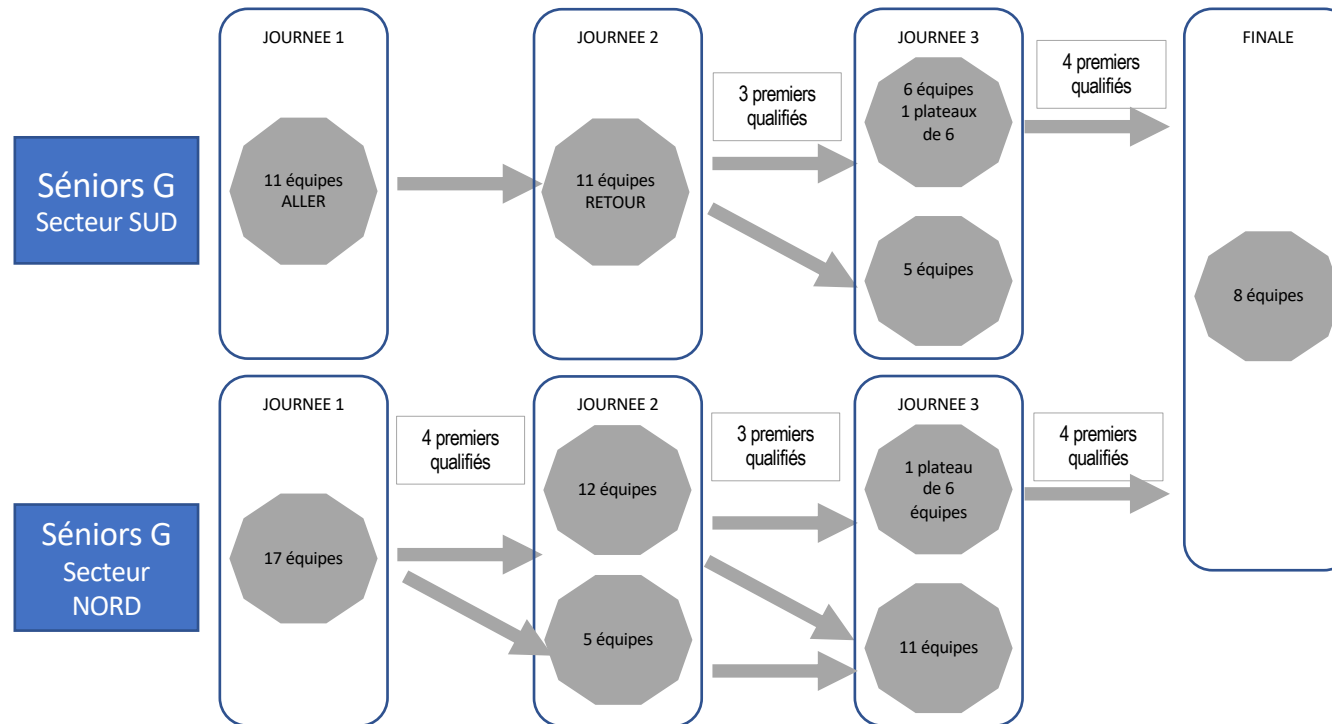 JOURNEE 1
JOURNEE 2
JOURNEE 3
FINALE
3 premiers
qualifiés
4 premiers
qualifiés
Séniors G
Secteur SUD
11 équipes
ALLER
11 équipes
RETOUR
6 équipes
1 plateaux
de 6
5 équipes
8 équipes
JOURNEE 1
JOURNEE 2
JOURNEE 3
4 premiers
qualifiés
3 premiers
qualifiés
4 premiers
qualifiés
Séniors G
Secteur
NORD
17 équipes
12 équipes
5 équipes
1 plateau
de 6
équipes
11 équipes